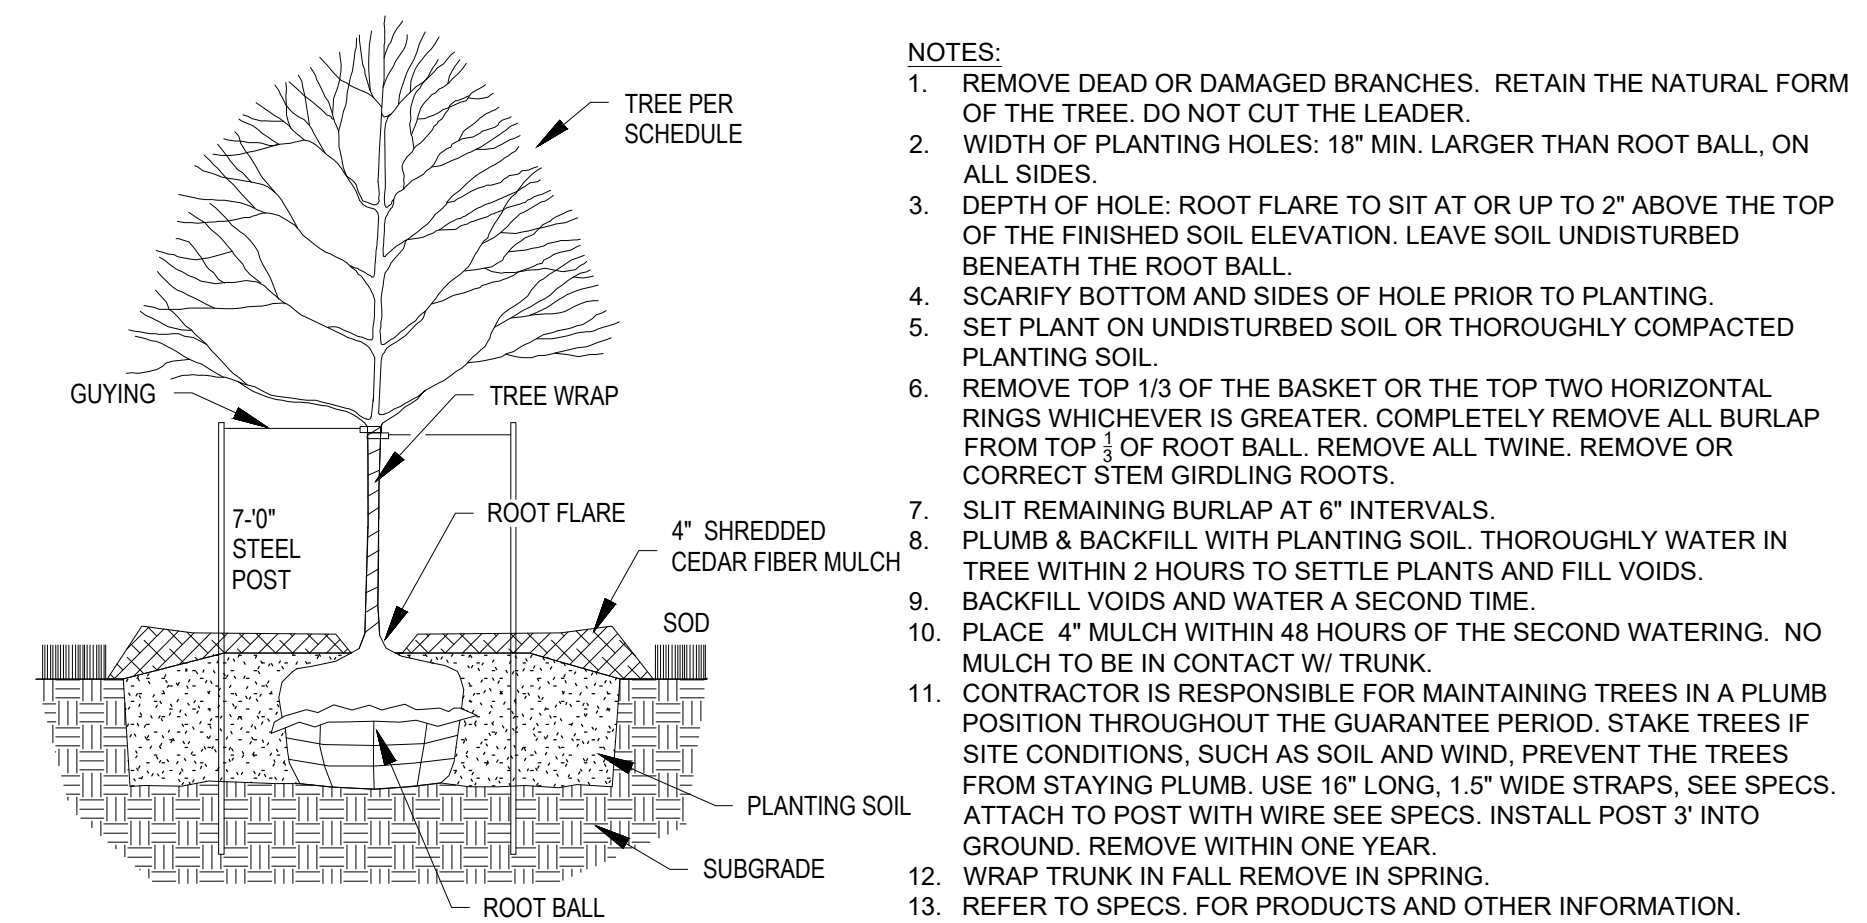 TREE PER
SCHEDULE
GUYING
TREE WRAP
7-'0"
STEEL
POST
ROOT FLARE
4" SHREDDED
CEDAR FIBER MULCH
SOD
PLANTING SOIL
SUBGRADE
ROOT BALL
NOTES:
1. REMOVE DEAD OR DAMAGED BRANCHES. RETAIN THE NATURAL FORM
OF THE TREE. DO NOT CUT THE LEADER.
2. WIDTH OF PLANTING HOLES: 18" MIN. LARGER THAN ROOT BALL, ON
ALL SIDES.
3. DEPTH OF HOLE: ROOT FLARE TO SIT AT OR UP TO 2" ABOVE THE TOP
OF THE FINISHED SOIL ELEVATION. LEAVE SOIL UNDISTURBED
BENEATH THE ROOT BALL.
4. SCARIFY BOTTOM AND SIDES OF HOLE PRIOR TO PLANTING.
5. SET PLANT ON UNDISTURBED SOIL OR THOROUGHLY COMPACTED
PLANTING SOIL.
6. REMOVE TOP 1/3 OF THE BASKET OR THE TOP TWO HORIZONTAL
RINGS WHICHEVER IS GREATER. COMPLETELY REMOVE ALL BURLAP
FROM TOP 1/3 OF ROOT BALL. REMOVE ALL TWINE. REMOVE OR
CORRECT STEM GIRDLING ROOTS.
7. SLIT REMAINING BURLAP AT 6" INTERVALS.
8. PLUMB & BACKFILL WITH PLANTING SOIL. THOROUGHLY WATER IN
TREE WITHIN 2 HOURS TO SETTLE PLANTS AND FILL VOIDS.
9. BACKFILL VOIDS AND WATER A SECOND TIME.
10. PLACE 4" MULCH WITHIN 48 HOURS OF THE SECOND WATERING. NO
MULCH TO BE IN CONTACT W/ TRUNK.
11. CONTRACTOR IS RESPONSIBLE FOR MAINTAINING TREES IN A PLUMB
POSITION THROUGHOUT THE GUARANTEE PERIOD. STAKE TREES IF
SITE CONDITIONS, SUCH AS SOIL AND WIND, PREVENT THE TREES
FROM STAYING PLUMB. USE 16" LONG, 1.5" WIDE STRAPS, SEE SPECS.
ATTACH TO POST WITH WIRE SEE SPECS. INSTALL POST 3' INTO
GROUND. REMOVE WITHIN ONE YEAR.
12. WRAP TRUNK IN FALL REMOVE IN SPRING.
13. REFER TO SPECS. FOR PRODUCTS AND OTHER INFORMATION.